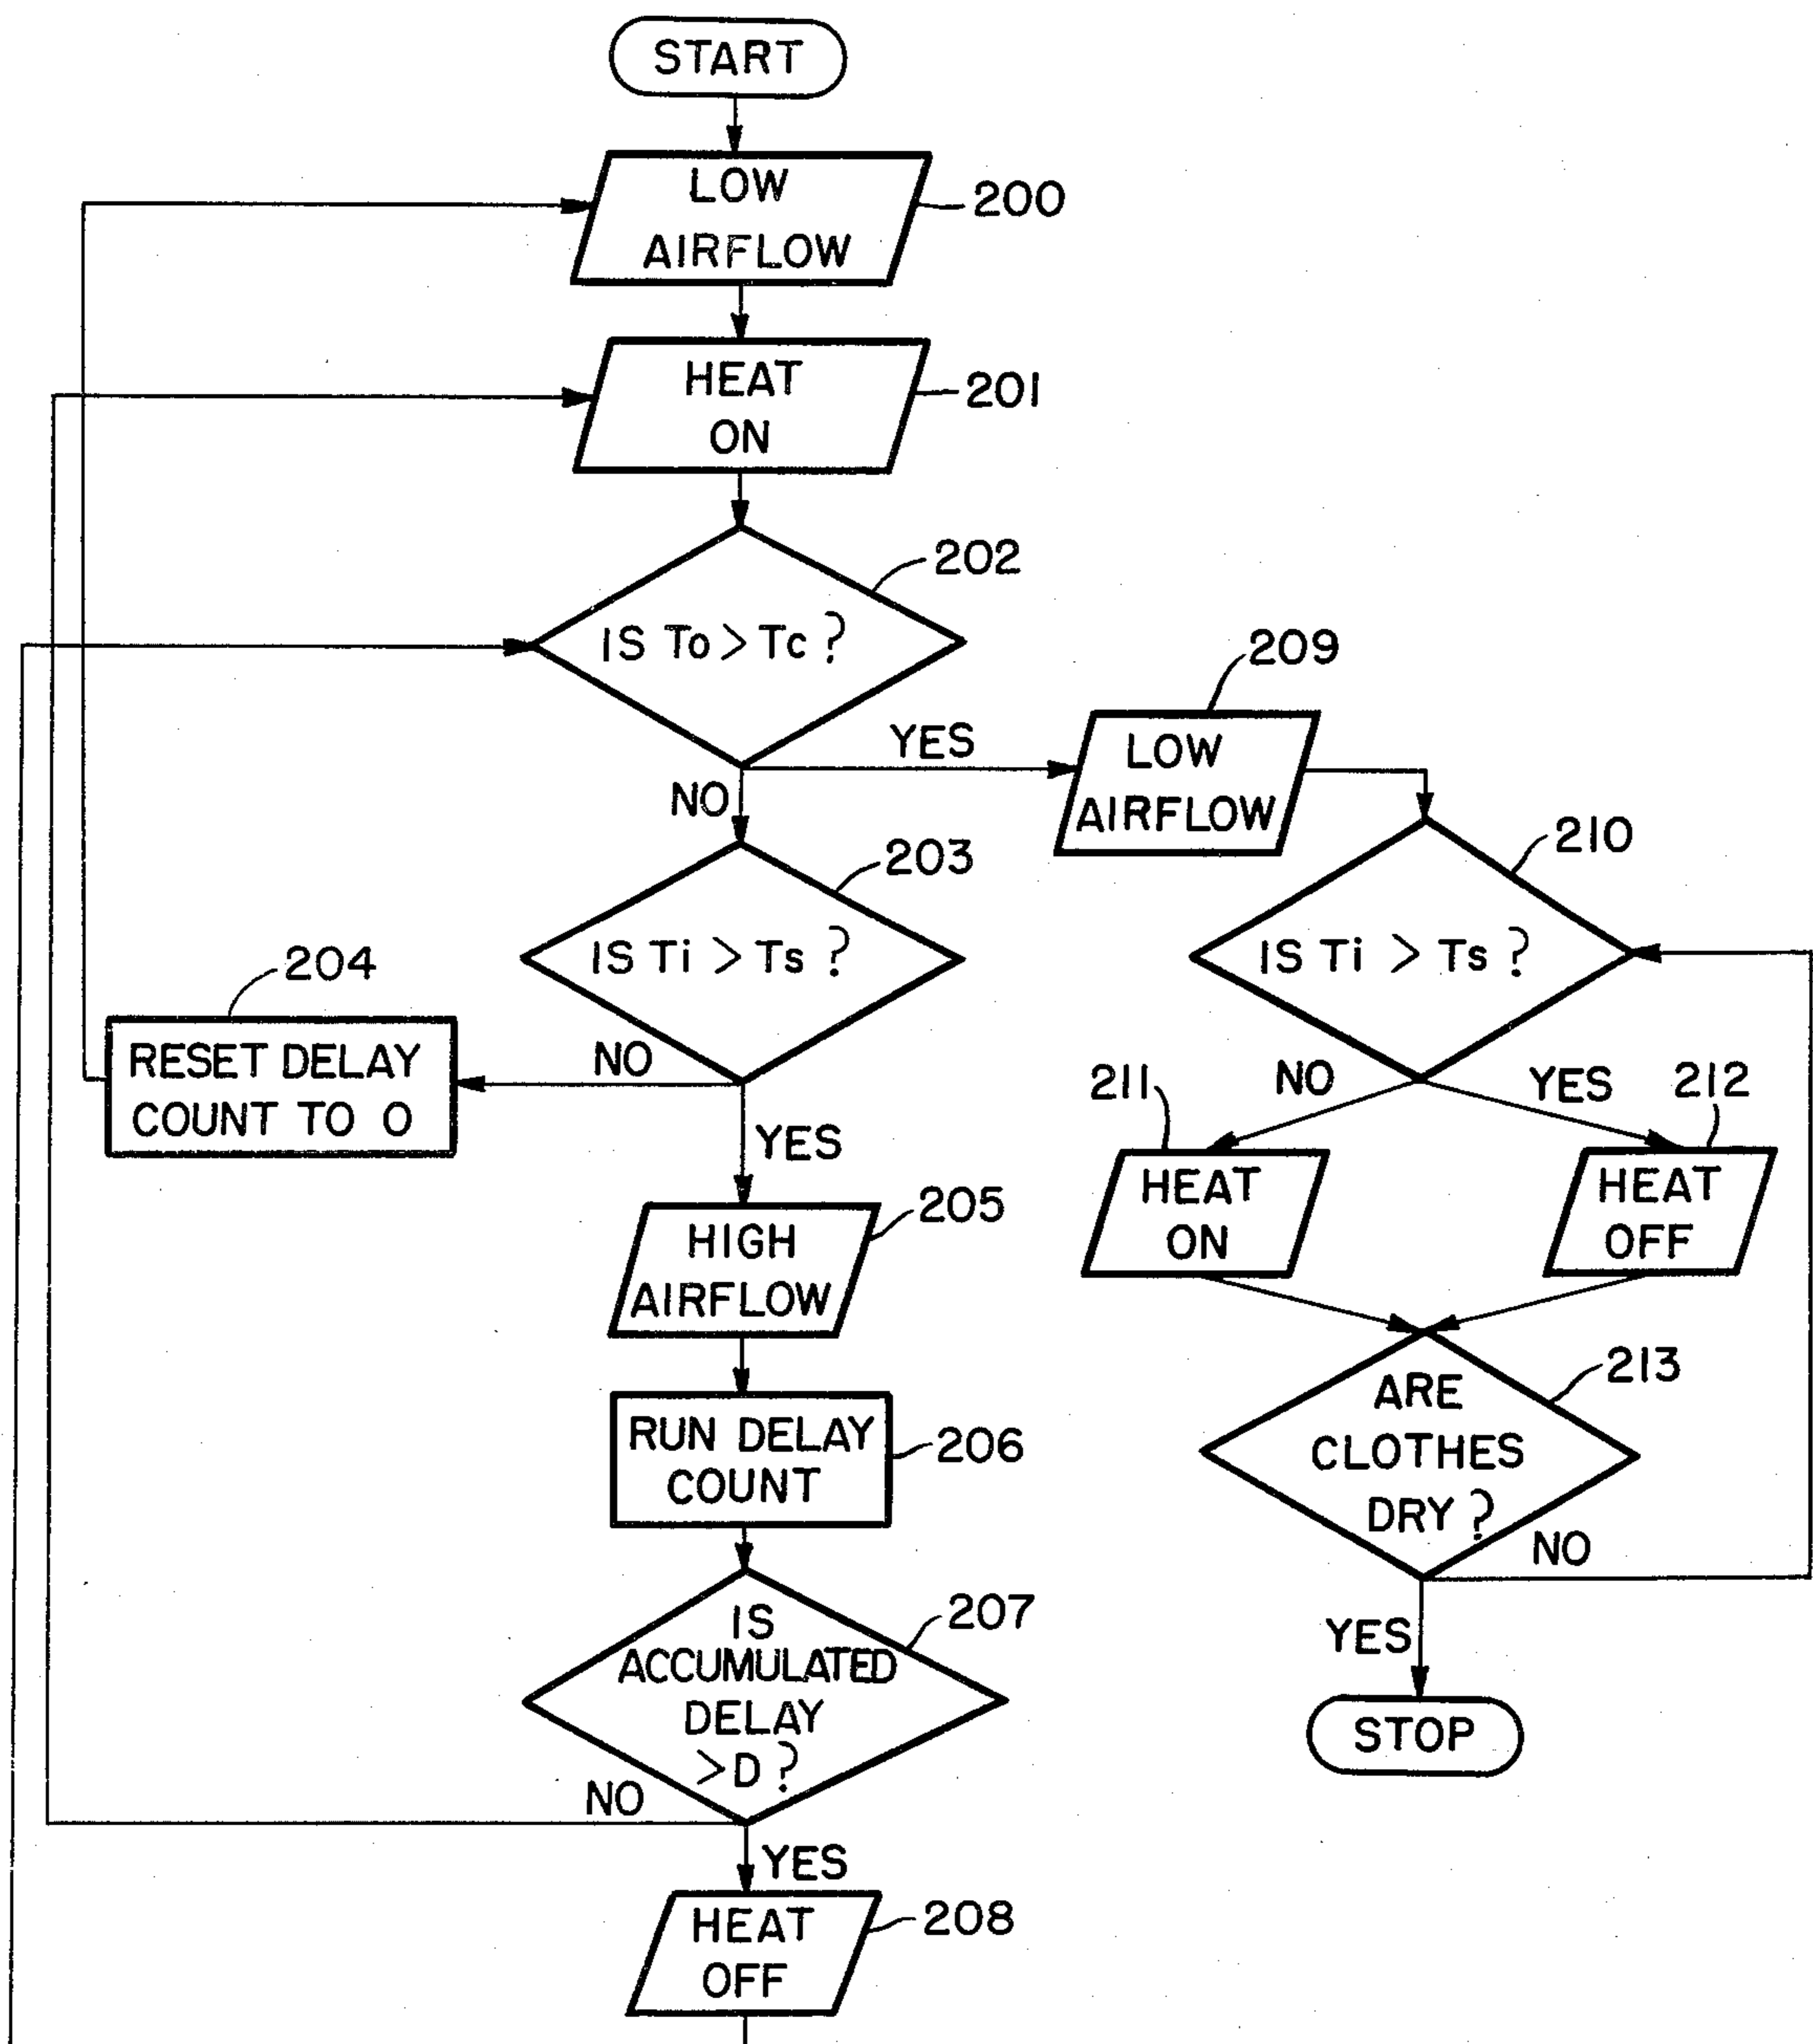 START
LOW
AIRFLOW
200
HEAT
ON
201
202
IS To > Tc ?
209
YES
LOW
AIRFLOW
NO
203
210
IS Ti > Ts ?
IS Ti > Ts ?
204
RESET DELAY
COUNT TO 0
NO
YES
NO
YES
211
212
HEAT
ON
HEAT
OFF
205
HIGH
AIRFLOW
213
ARE
CLOTHES
DRY ?
NO
RUN DELAY
COUNT
206
207
IS
ACCUMULATED
DELAY
> D ?
YES
STOP
NO
YES
HEAT
OFF
208